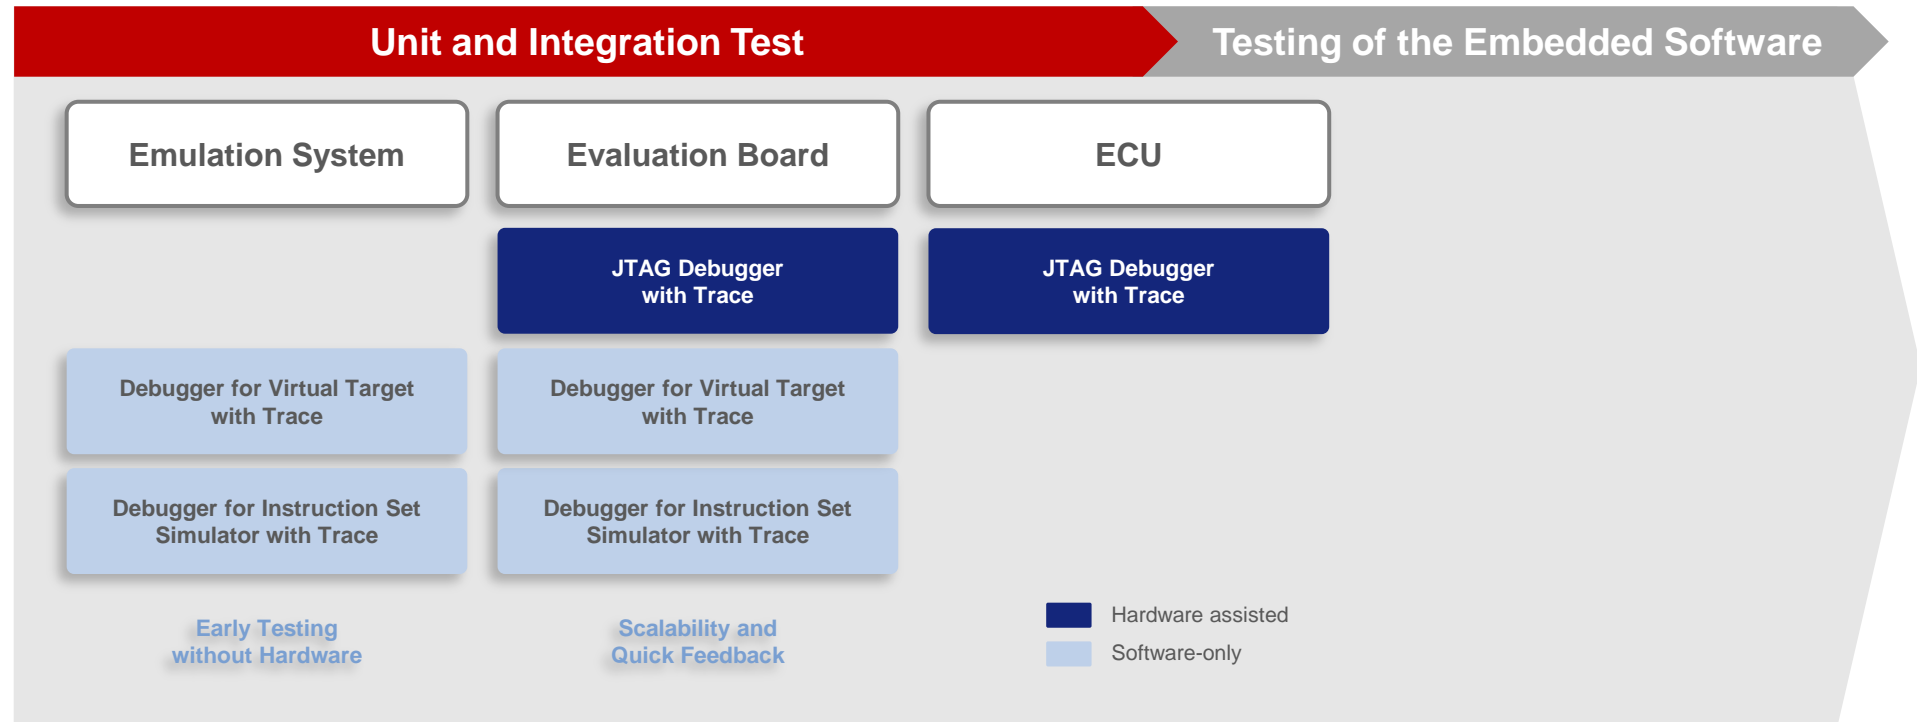 Unit and Integration Test
Testing of the Embedded Software
Emulation System
Evaluation Board
ECU
JTAG Debugger
with Trace
JTAG Debugger
with Trace
Debugger for Virtual Target
with Trace
Debugger for Virtual Target
with Trace
Debugger for Instruction Set
Simulator with Trace
Debugger for Instruction Set
Simulator with Trace
Early Testing
without Hardware
Scalability and
Quick Feedback
Hardware assisted
Software-only